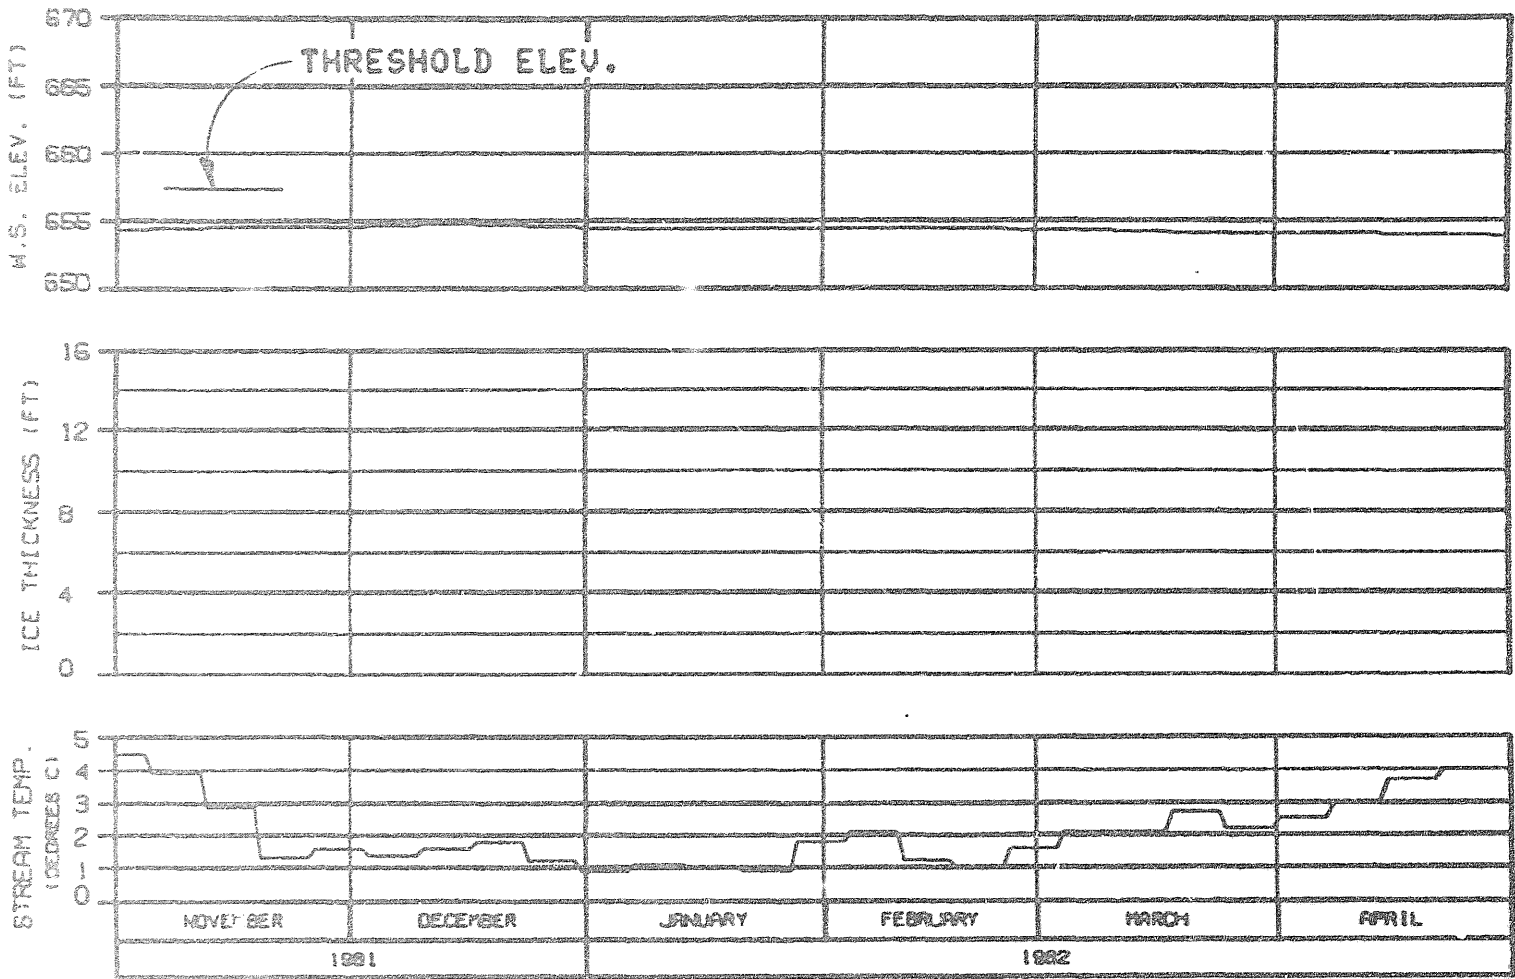 670
THRESHOLD ELEV.
665
660
655
650
W.S. ELEV. (FT)
16
12
8
4
0
ICE THICKNESS (FT)
5
4
3
2
1
0
STREAM TEMP.
(DEGREES C)
NOVEMBER DECEMBER JANUARY FEBRUARY MARCH APRIL
1981 1982